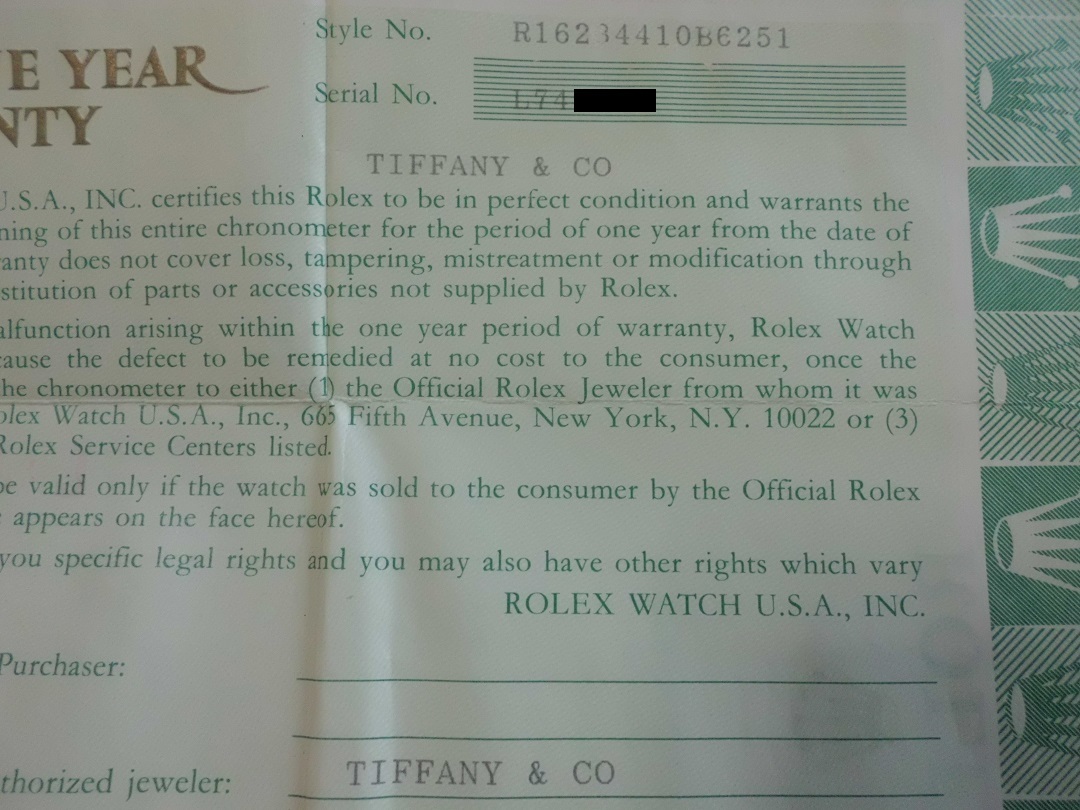 E YEAR
NTY
Style No. R16234410B6251
Serial No. L74
TIFFANY & CO
U.S.A., INC. certifies this Rolex to be in perfect condition and warrants the
ning of this entire chronometer for the period of one year from the date of
ranty does not cover loss, tampering, mistreatment or modification through
stitution of parts or accessories not supplied by Rolex.
alfunction arising within the one year period of warranty, Rolex Watch
cause the defect to be remedied at no cost to the consumer, once the
he chronometer to either (1) the Official Rolex Jeweler from whom it was
olex Watch U.S.A., Inc., 665 Fifth Avenue, New York, N.Y. 10022 or (3)
Rolex Service Centers listed.
be valid only if the watch was sold to the consumer by the Official Rolex
appears on the face hereof.
you specific legal rights and you may also have other rights which vary
ROLEX WATCH U.S.A., INC.
Purchaser:
thorized jeweler: TIFFANY & CO